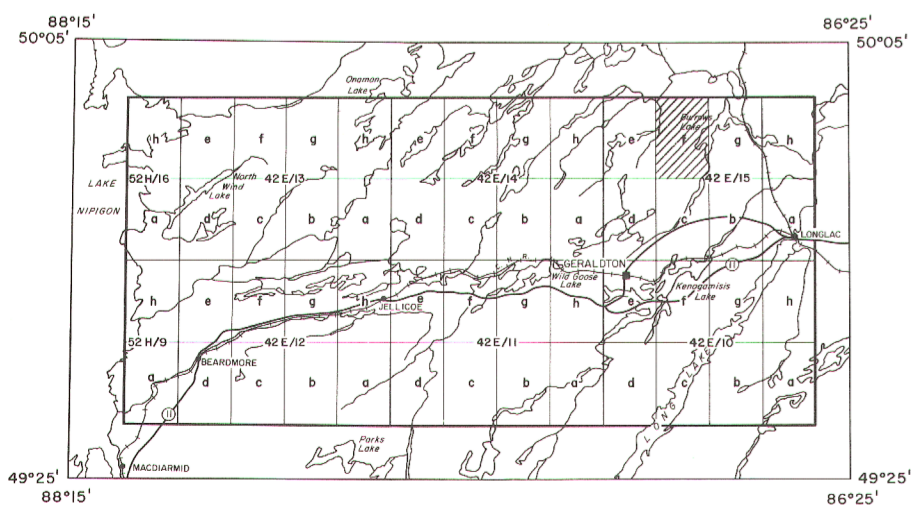 88°15'
86°25'
50°05'
50°05'
Onaman
Lake
Burrows
Lake
h e f g h e f g h e f g h
LAKE
NIPIGON
52H/16
North
Wind
Lake
42E/13
42E/14
42E/15
a d c b a d c b a d c b a
LONGLAC
C.N.R.
GERALDTON
Wild Goose
Lake
11
Kenogamisis
Lake
h e f g h e f g h e f g h
JELLICOE
52H/9
42E/12
42E/11
42E/10
BEARDMORE
a d c b a d c b a d c b a
LONG LAKE
11
Parks
Lake
MACDIARMID
49°25'
49°25'
88°15'
86°25'